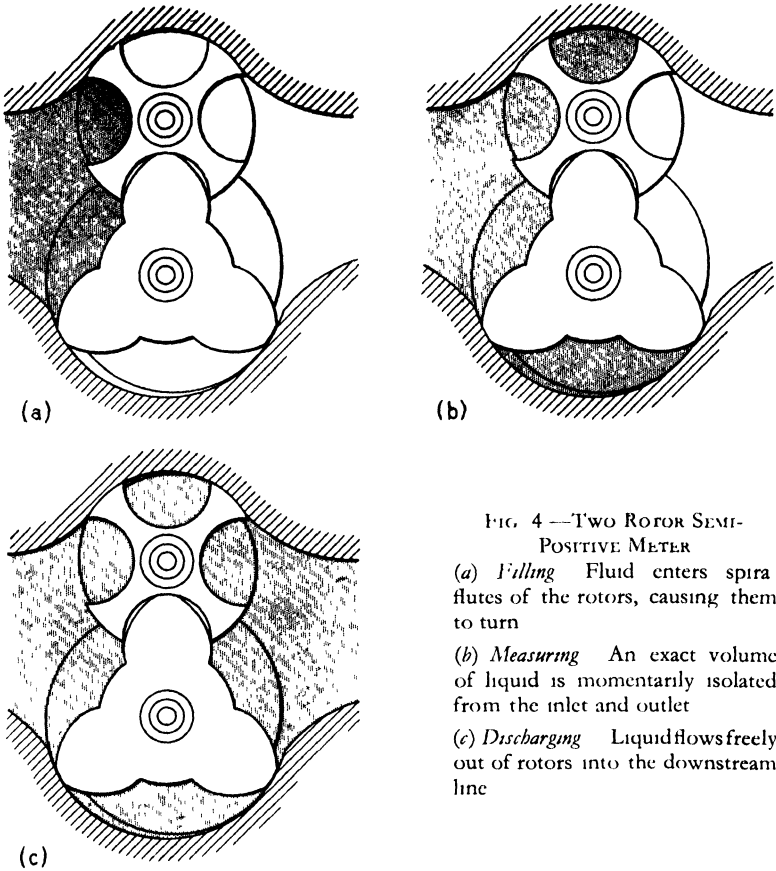 (a)
(b)
(c)
FIG. 4 —TWO ROTOR SEMI-
POSITIVE METER
(a) Filling Fluid enters spira
flutes of the rotors, causing them
to turn
(b) Measuring An exact volume
of liquid is momentarily isolated
from the inlet and outlet
(c) Discharging Liquid flows freely
out of rotors into the downstream
line